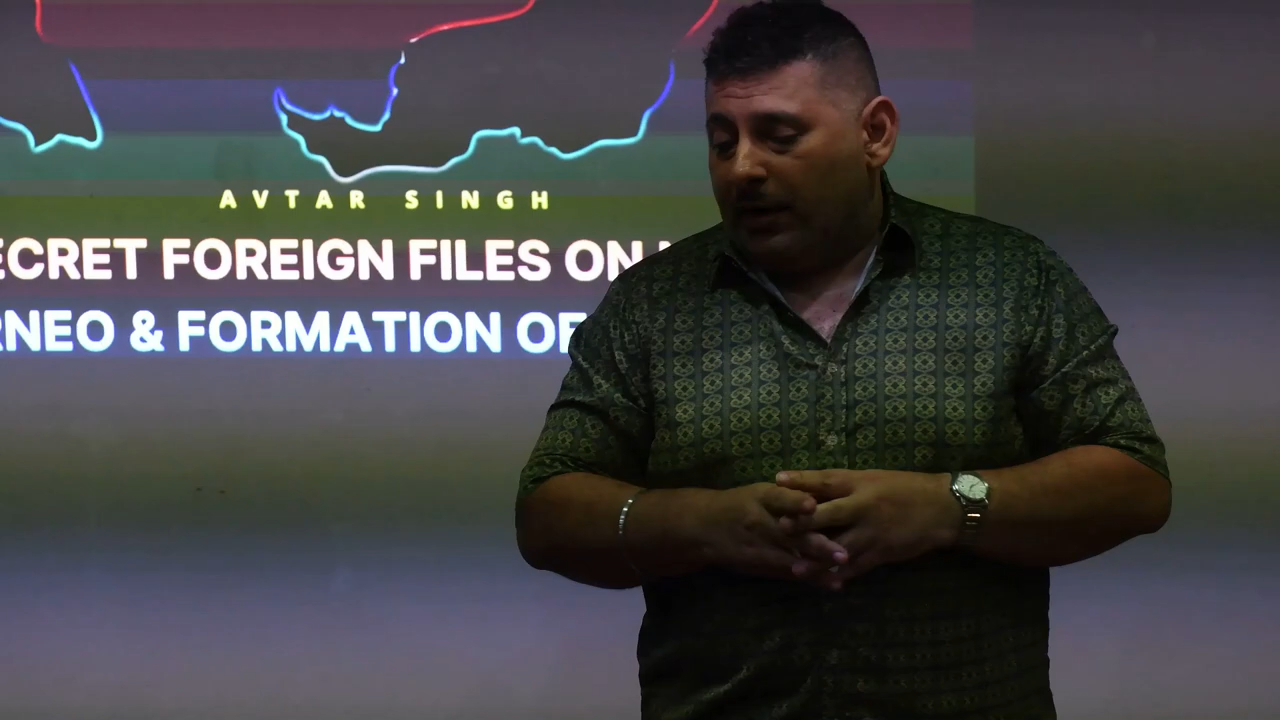 AVTAR SINGH
ECRET FOREIGN FILES ON
RNEO & FORMATION OF